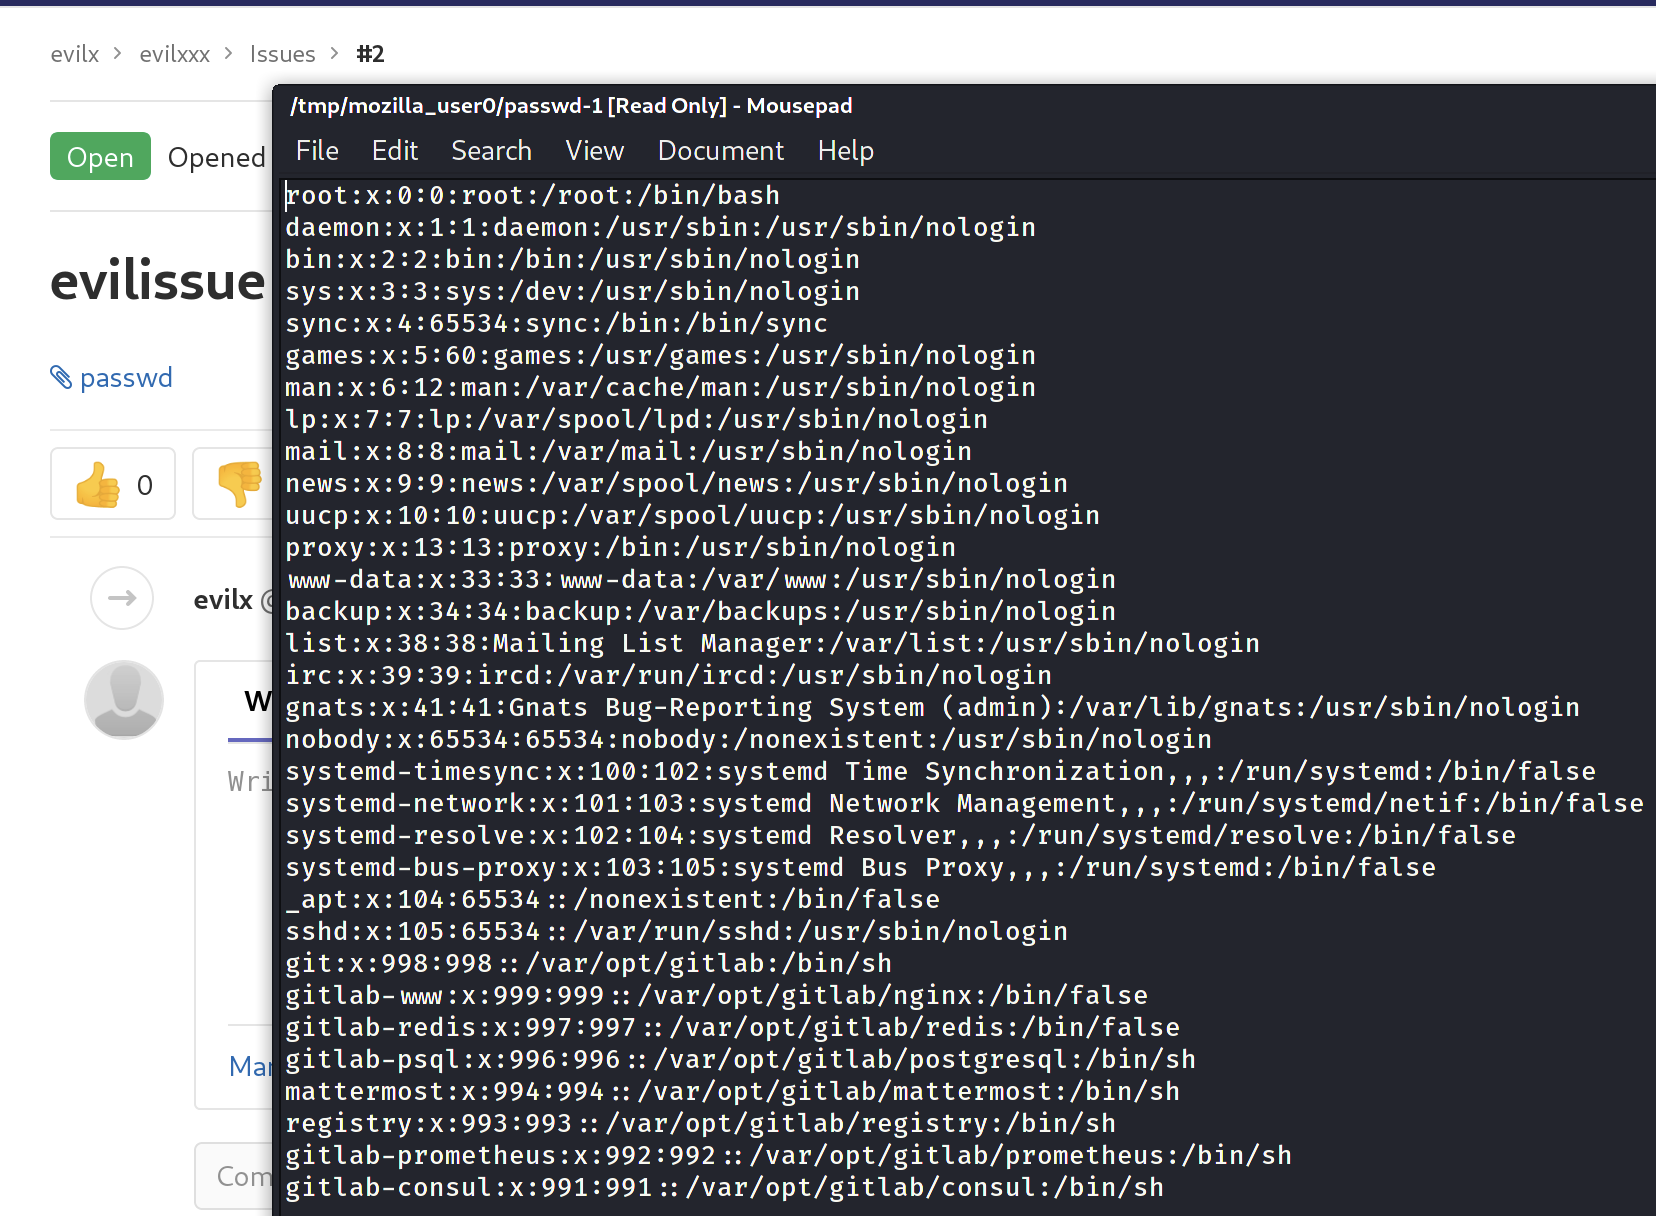 evilx > evilxxx > Issues > #2
Open Opened
evilissue
passwd
0
evilx
W
Wri
Mar
Com
/tmp/mozilla_user0/passwd-1 [Read Only] - Mousepad
File Edit Search View Document Help
root:x:0:0:root:/root:/bin/bash
daemon:x:1:1:daemon:/usr/sbin:/usr/sbin/nologin
bin:x:2:2:bin:/bin:/usr/sbin/nologin
sys:x:3:3:sys:/dev:/usr/sbin/nologin
sync:x:4:65534:sync:/bin:/bin/sync
games:x:5:60:games:/usr/games:/usr/sbin/nologin
man:x:6:12:man:/var/cache/man:/usr/sbin/nologin
lp:x:7:7:lp:/var/spool/lpd:/usr/sbin/nologin
mail:x:8:8:mail:/var/mail:/usr/sbin/nologin
news:x:9:9:news:/var/spool/news:/usr/sbin/nologin
uucp:x:10:10:uucp:/var/spool/uucp:/usr/sbin/nologin
proxy:x:13:13:proxy:/bin:/usr/sbin/nologin
www-data:x:33:33:www-data:/var/www:/usr/sbin/nologin
backup:x:34:34:backup:/var/backups:/usr/sbin/nologin
list:x:38:38:Mailing List Manager:/var/list:/usr/sbin/nologin
irc:x:39:39:ircd:/var/run/ircd:/usr/sbin/nologin
gnats:x:41:41:Gnats Bug-Reporting System (admin):/var/lib/gnats:/usr/sbin/nologin
nobody:x:65534:65534:nobody:/nonexistent:/usr/sbin/nologin
systemd-timesync:x:100:102:systemd Time Synchronization,,,:/run/systemd:/bin/false
systemd-network:x:101:103:systemd Network Management,,,:/run/systemd/netif:/bin/false
systemd-resolve:x:102:104:systemd Resolver,,,:/run/systemd/resolve:/bin/false
systemd-bus-proxy:x:103:105:systemd Bus Proxy,,,:/run/systemd:/bin/false
_apt:x:104:65534::/nonexistent:/bin/false
sshd:x:105:65534::/var/run/sshd:/usr/sbin/nologin
git:x:998:998::/var/opt/gitlab:/bin/sh
gitlab-www:x:999:999::/var/opt/gitlab/nginx:/bin/false
gitlab-redis:x:997:997::/var/opt/gitlab/redis:/bin/false
gitlab-psql:x:996:996::/var/opt/gitlab/postgresql:/bin/sh
mattermost:x:994:994::/var/opt/gitlab/mattermost:/bin/sh
registry:x:993:993::/var/opt/gitlab/registry:/bin/sh
gitlab-prometheus:x:992:992::/var/opt/gitlab/prometheus:/bin/sh
gitlab-consul:x:991:991::/var/opt/gitlab/consul:/bin/sh